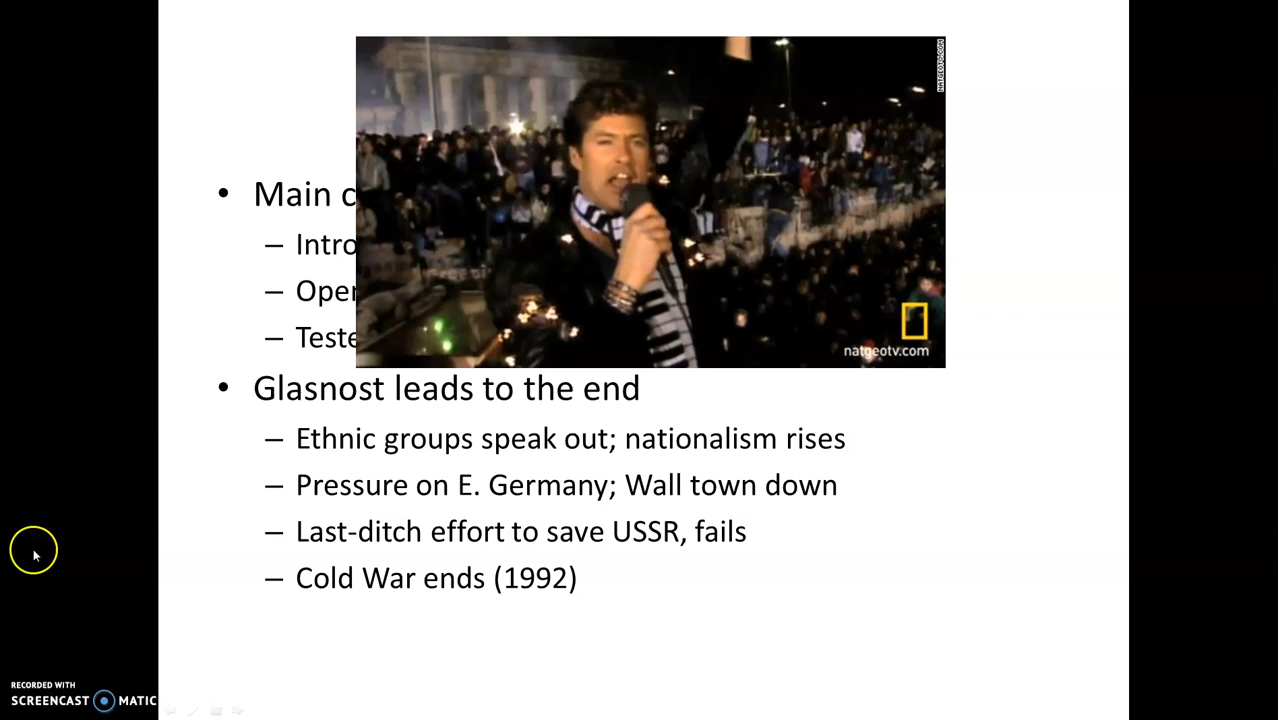 NATGEOTV.COM
natgeotv.com
• Main c
– Intro
– Oper
– Teste
• Glasnost leads to the end
– Ethnic groups speak out; nationalism rises
– Pressure on E. Germany; Wall town down
– Last-ditch effort to save USSR, fails
– Cold War ends (1992)
RECORDED WITH
SCREENCAST MATIC